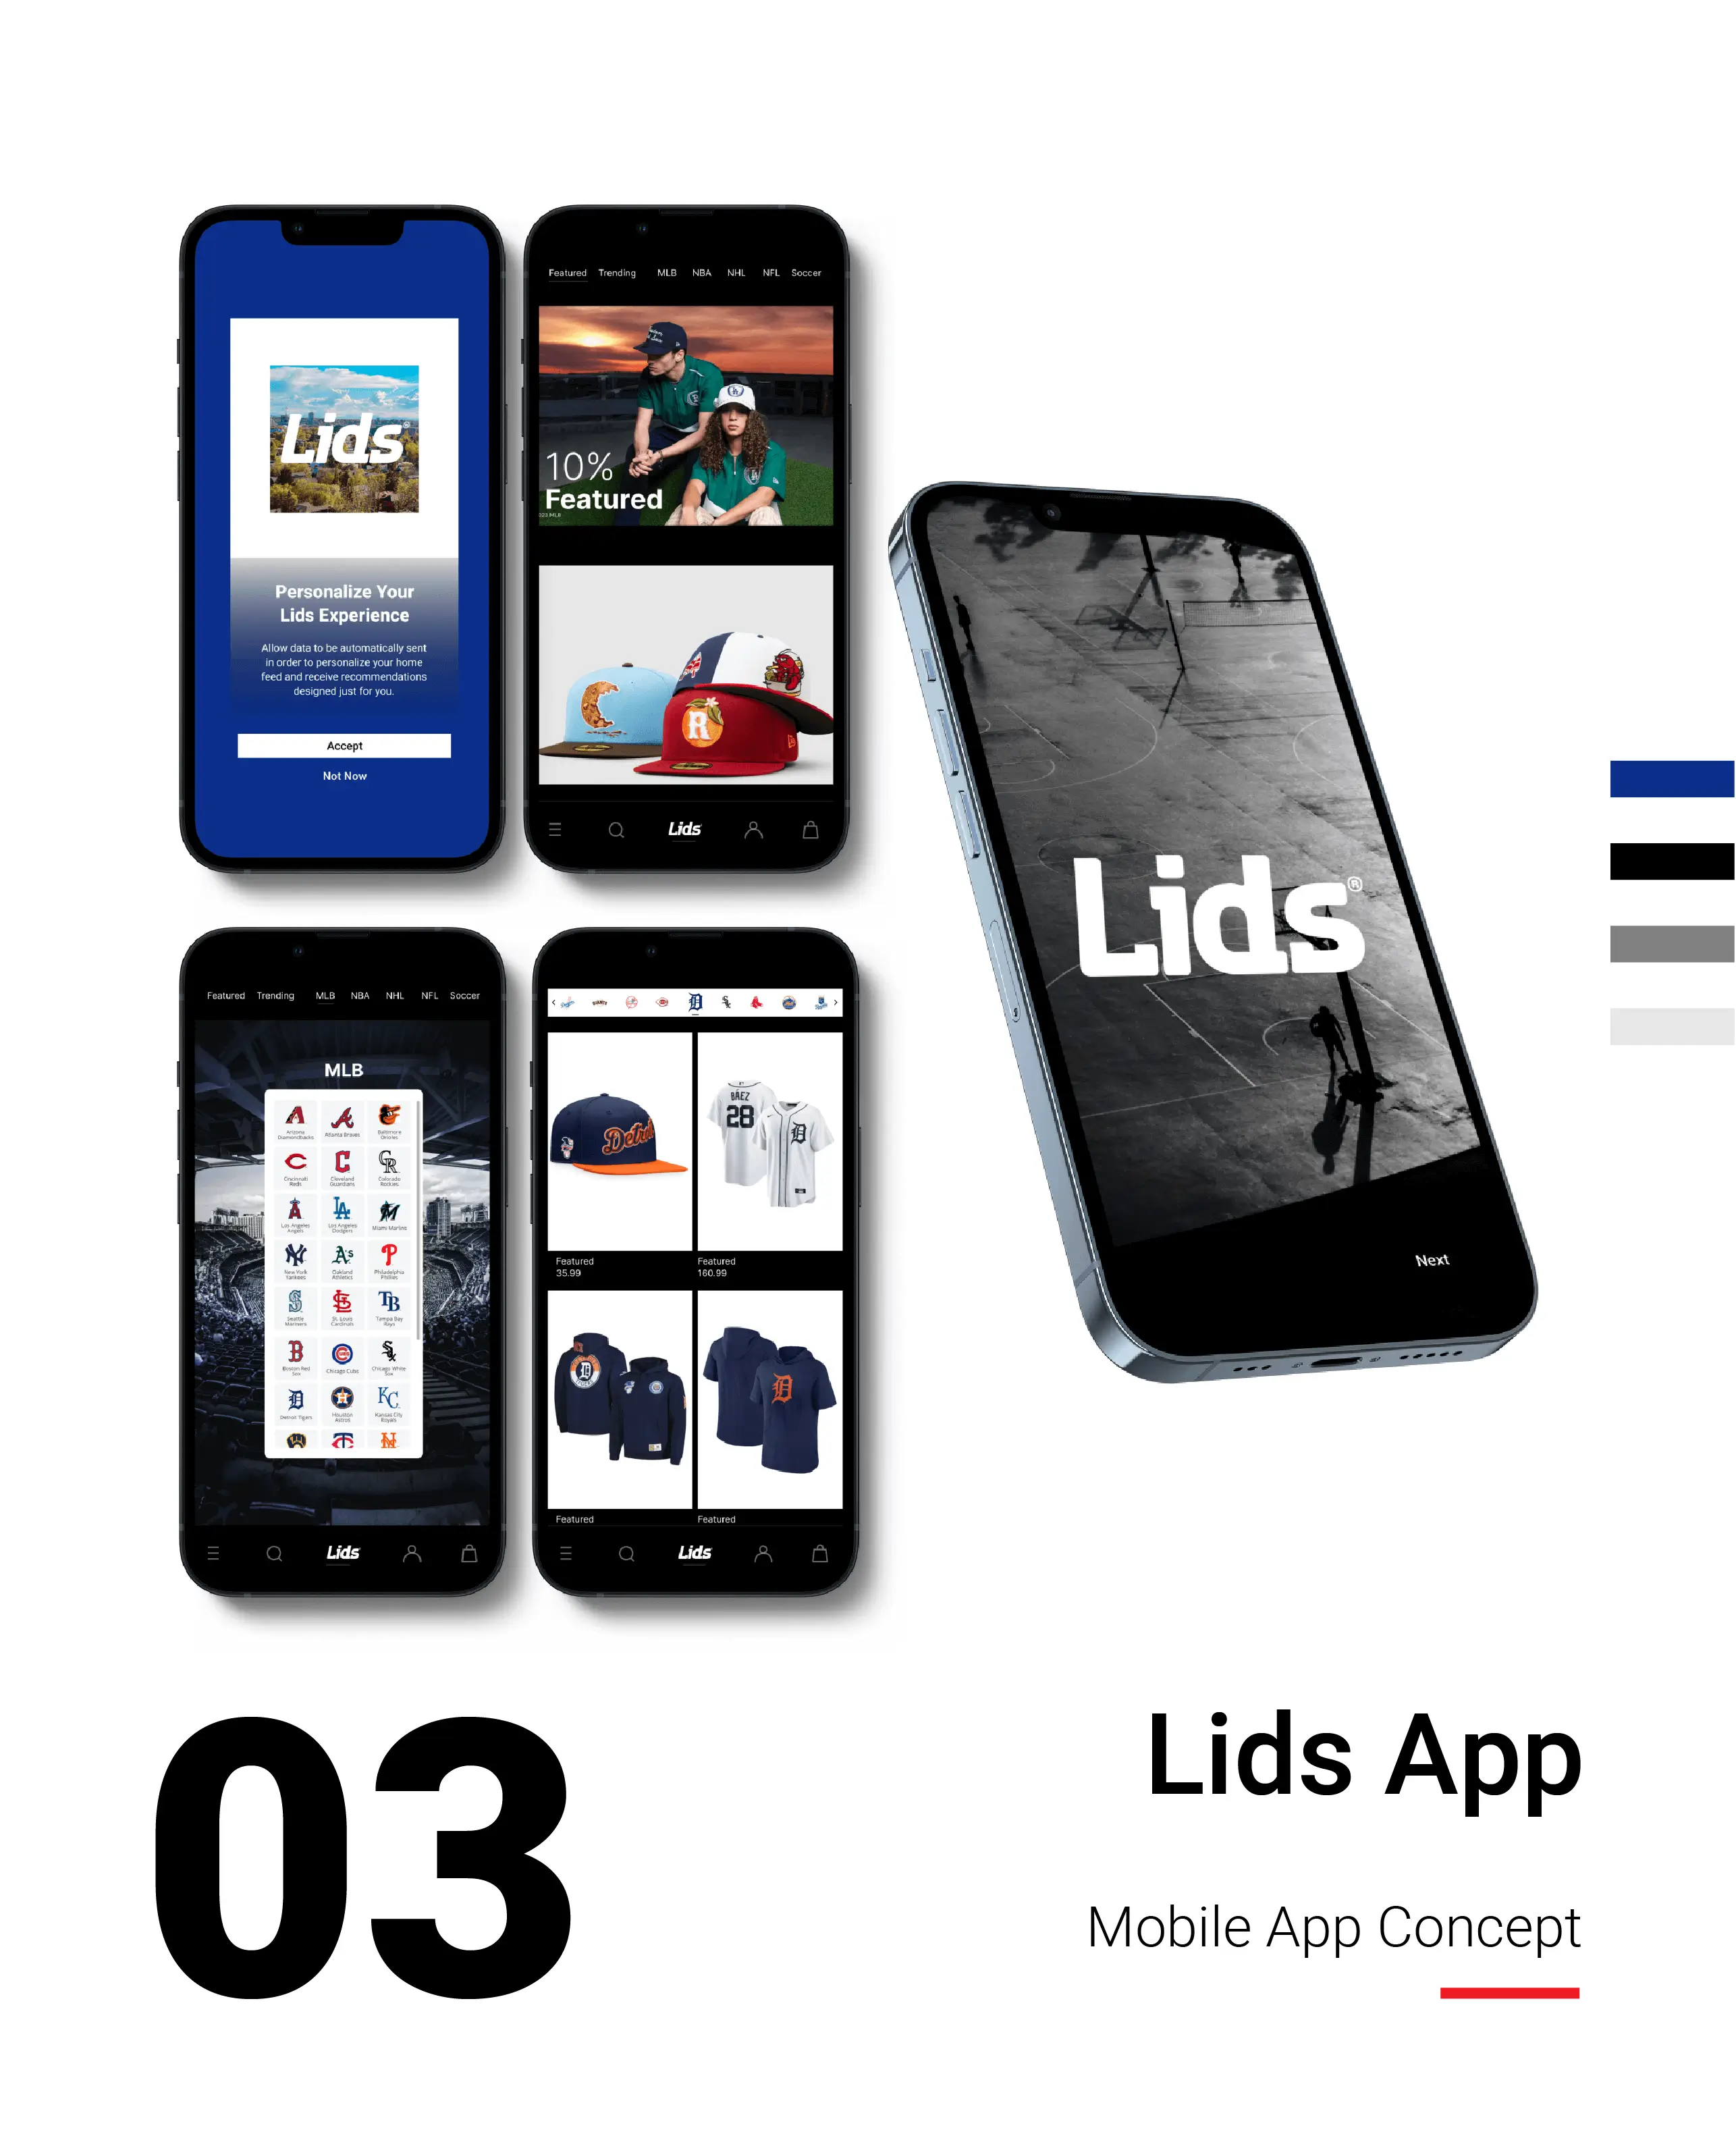 Lids
Personalize Your
Lids Experience
Allow data to be automatically sent
in order to personalize your home
feed and receive recommendations
designed just for you.
Accept
Not Now
Featured Trending MLB NBA NHL NFL Soccer
10%
Featured
R
Lids
Lids®
Next
Featured Trending MLB NBA NHL NFL Soccer
MLB
Arizona Diamondbacks
Atlanta Braves
Baltimore Orioles
Cincinnati Reds
Cleveland Guardians
Colorado Rockies
Los Angeles Angels
Los Angeles Dodgers
Miami Marlins
New York Yankees
Oakland Athletics
Philadelphia Phillies
Seattle Mariners
St. Louis Cardinals
Tampa Bay Rays
Boston Red Sox
Chicago Cubs
Chicago White Sox
Detroit Tigers
Houston Astros
Kansas City Royals
Lids
BÁEZ
28
Featured
35.99
Featured
160.99
Featured
Featured
Lids
03
Lids App
Mobile App Concept